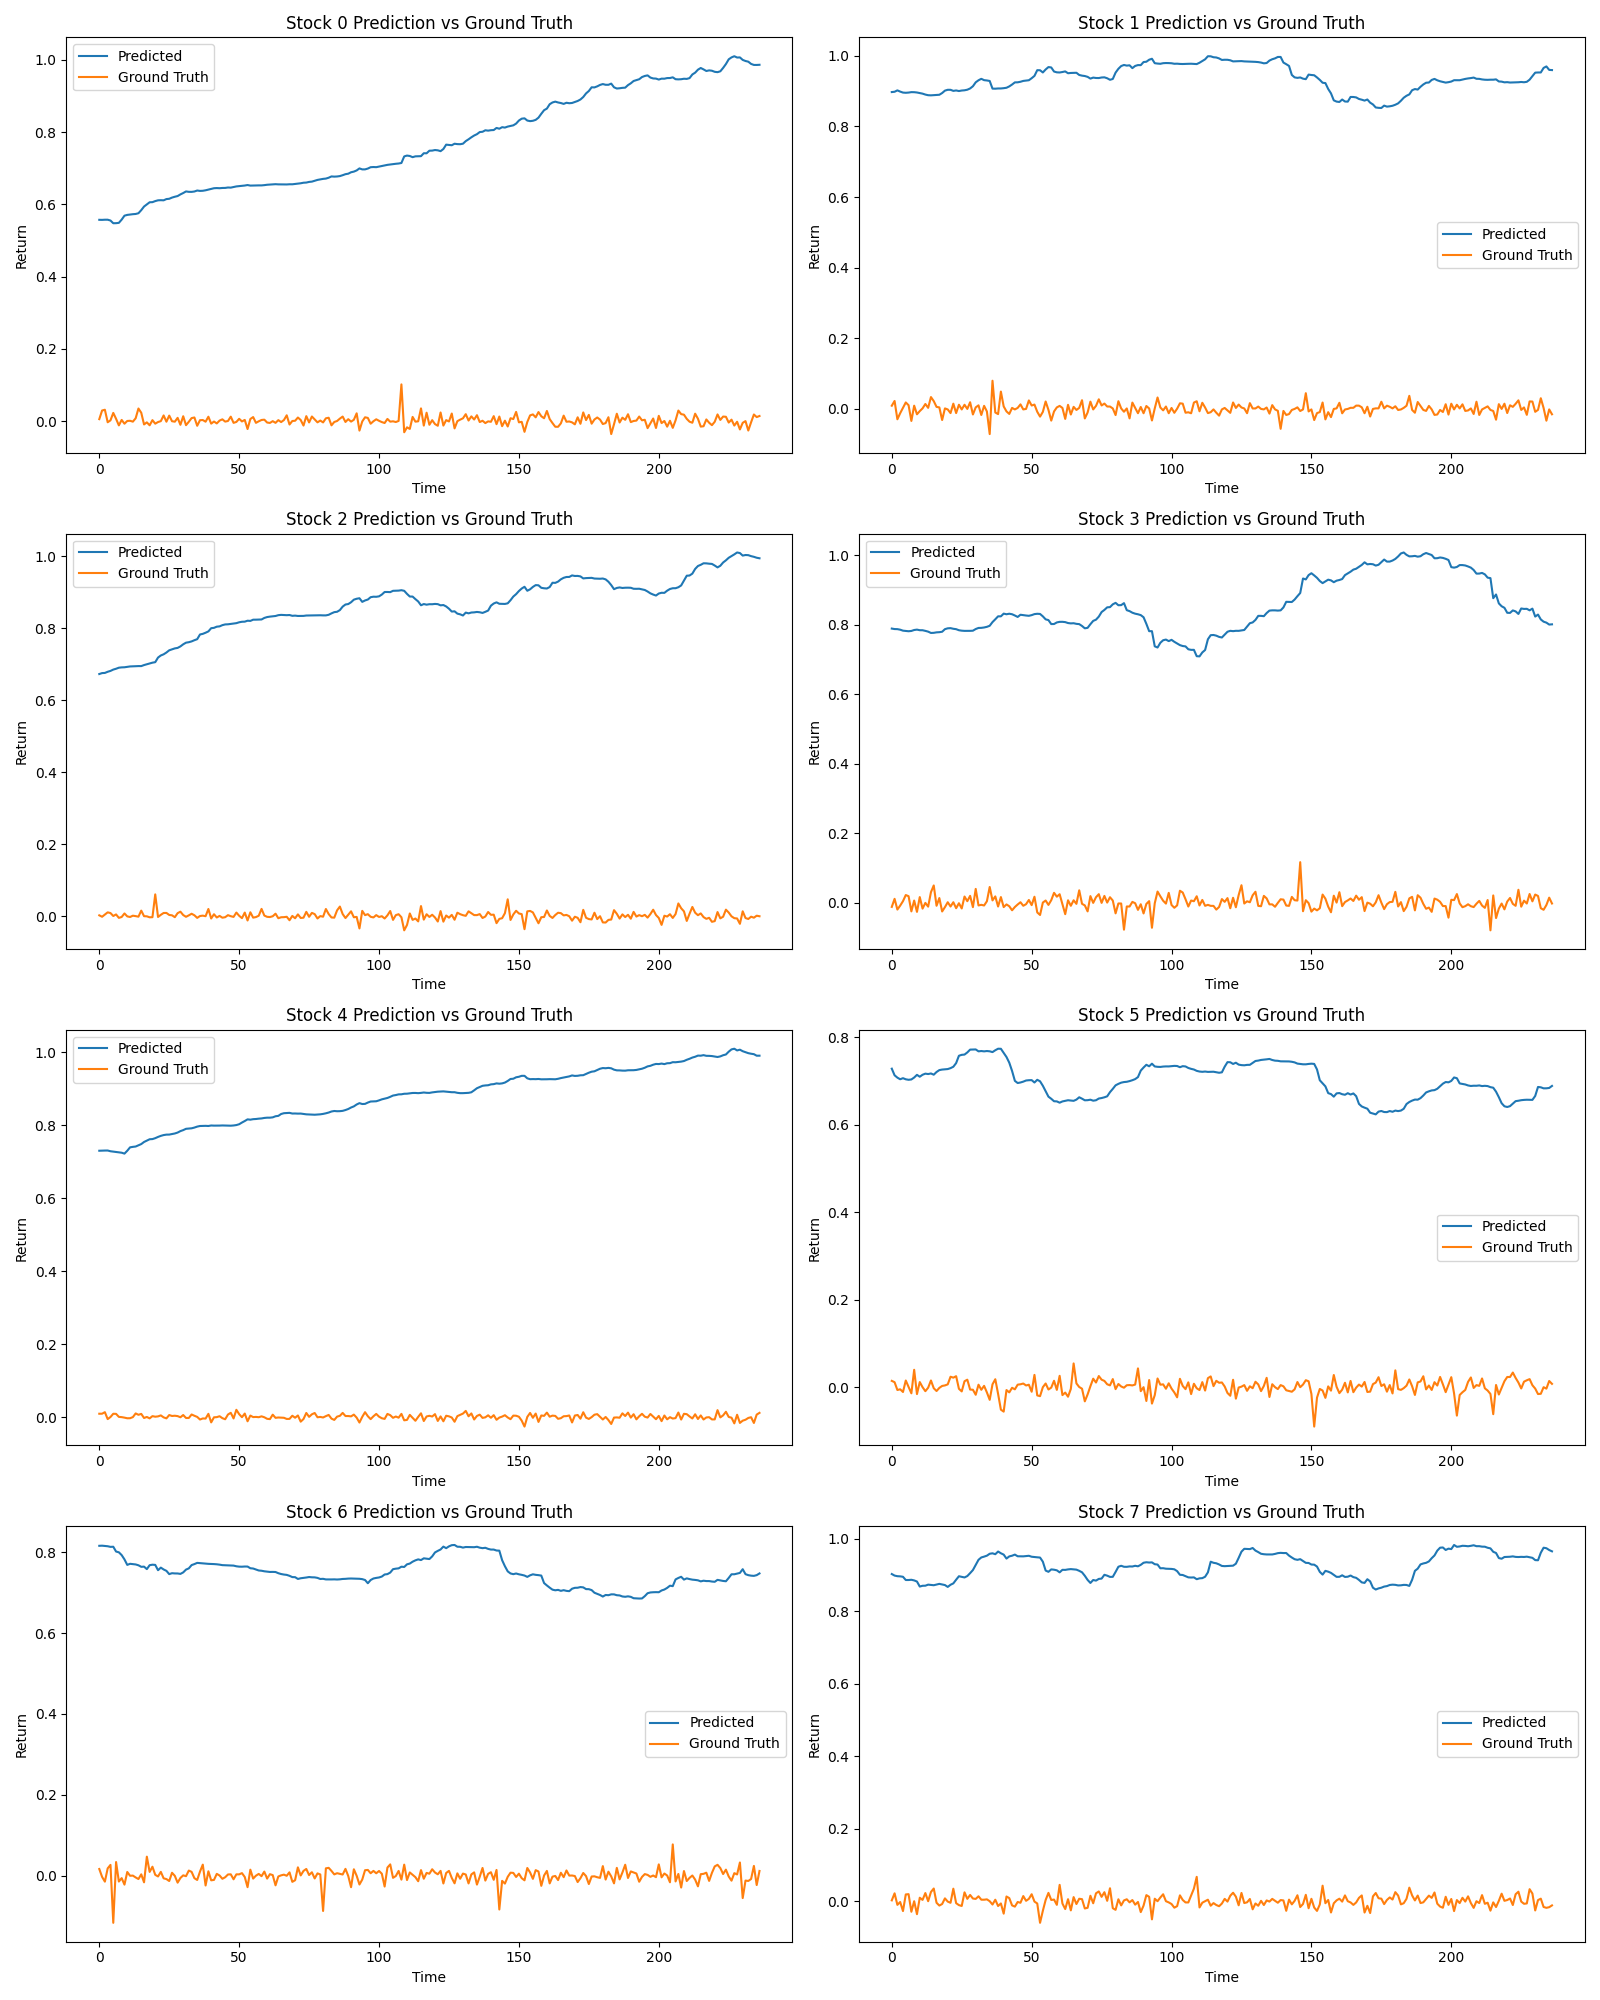 Stock 0 Prediction vs Ground Truth
Predicted
Ground Truth
Return
1.0
0.8
0.6
0.4
0.2
0.0
0 50 100 150 200
Time
Stock 1 Prediction vs Ground Truth
Predicted
Ground Truth
Return
1.0
0.8
0.6
0.4
0.2
0.0
0 50 100 150 200
Time
Stock 2 Prediction vs Ground Truth
Predicted
Ground Truth
Return
1.0
0.8
0.6
0.4
0.2
0.0
0 50 100 150 200
Time
Stock 3 Prediction vs Ground Truth
Predicted
Ground Truth
Return
1.0
0.8
0.6
0.4
0.2
0.0
0 50 100 150 200
Time
Stock 4 Prediction vs Ground Truth
Predicted
Ground Truth
Return
1.0
0.8
0.6
0.4
0.2
0.0
0 50 100 150 200
Time
Stock 5 Prediction vs Ground Truth
Predicted
Ground Truth
Return
0.8
0.6
0.4
0.2
0.0
0 50 100 150 200
Time
Stock 6 Prediction vs Ground Truth
Predicted
Ground Truth
Return
0.8
0.6
0.4
0.2
0.0
0 50 100 150 200
Time
Stock 7 Prediction vs Ground Truth
Predicted
Ground Truth
Return
1.0
0.8
0.6
0.4
0.2
0.0
0 50 100 150 200
Time